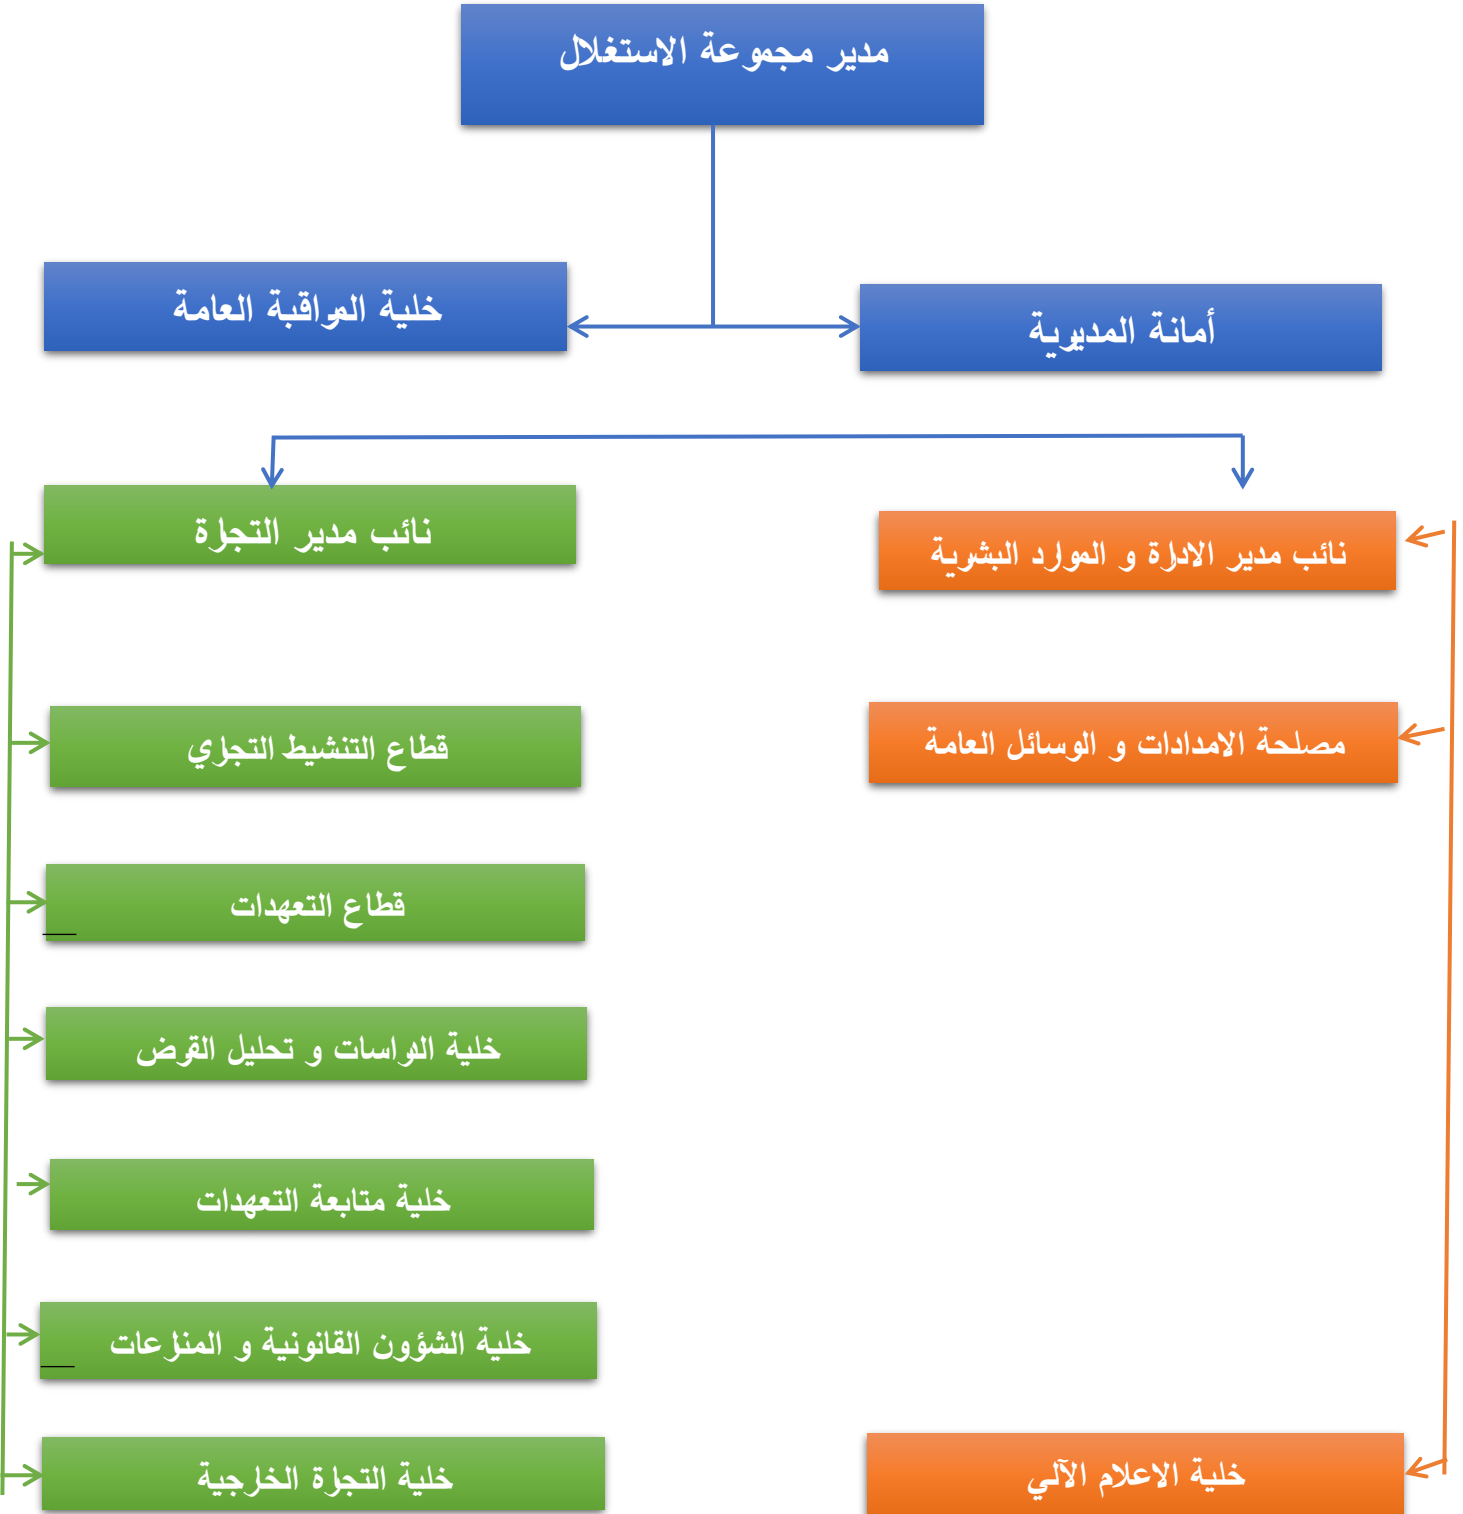 مدير مجموعة الاستغلال
خلية المراقبة العامة
أمانة المديرية
نائب مدير التجارة
نائب مدير الادارة و الموارد البشرية
قطاع التنشيط التجاري
مصلحة الامدادات و الوسائل العامة
قطاع التعهدات
خلية الدراسات و تحليل القرض
خلية متابعة التعهدات
خلية الشؤون القانونية و المنازعات
خلية التجارة الخارجية
خلية الاعلام الآلي